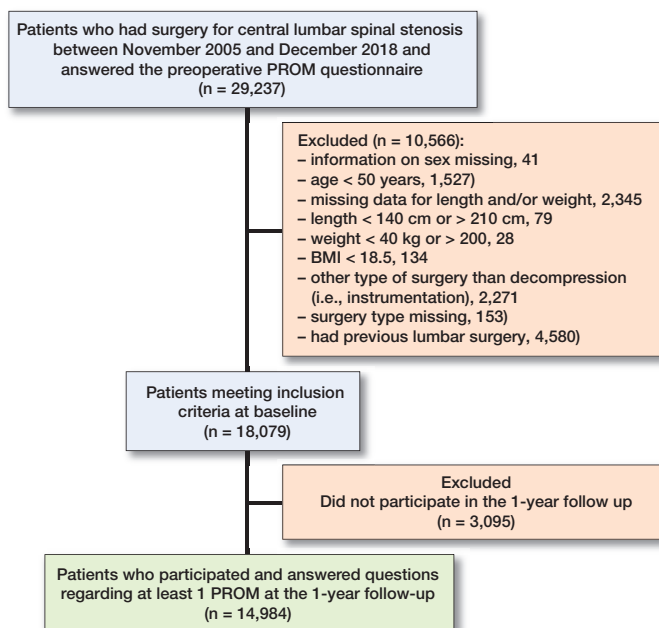 Patients who had surgery for central lumbar spinal stenosis
between November 2005 and December 2018 and
answered the preoperative PROM questionnaire
(n = 29,237)
Excluded (n = 10,566):
– information on sex missing, 41
– age < 50 years, 1,527)
– missing data for length and/or weight, 2,345
– length < 140 cm or > 210 cm, 79
– weight < 40 kg or > 200, 28
– BMI < 18.5, 134
– other type of surgery than decompression
(i.e., instrumentation), 2,271
– surgery type missing, 153)
– had previous lumbar surgery, 4,580)
Patients meeting inclusion
criteria at baseline
(n = 18,079)
Excluded
Did not participate in the 1-year follow up
(n = 3,095)
Patients who participated and answered questions
regarding at least 1 PROM at the 1-year follow-up
(n = 14,984)